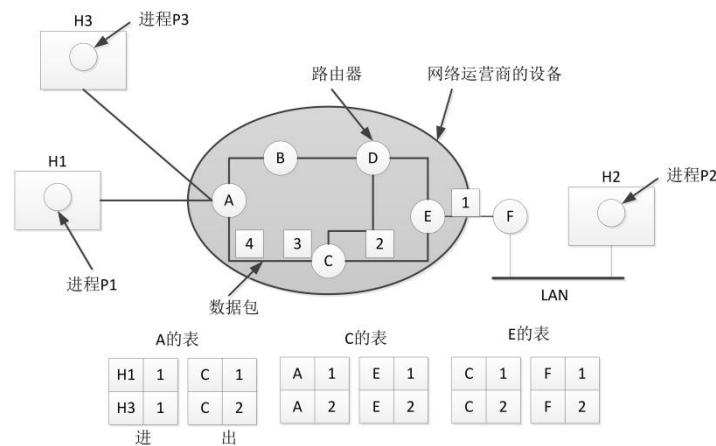 H3
进程P3
路由器
网络运营商的设备
H1
B
D
H2
进程P2
A
1
E
F
4
3
2
C
进程P1
数据包
LAN
A的表
C的表
E的表
H1 1 C 1 A 1 E 1 C 1 F 1
H3 1 C 2 A 2 E 2 C 2 F 2
进 出